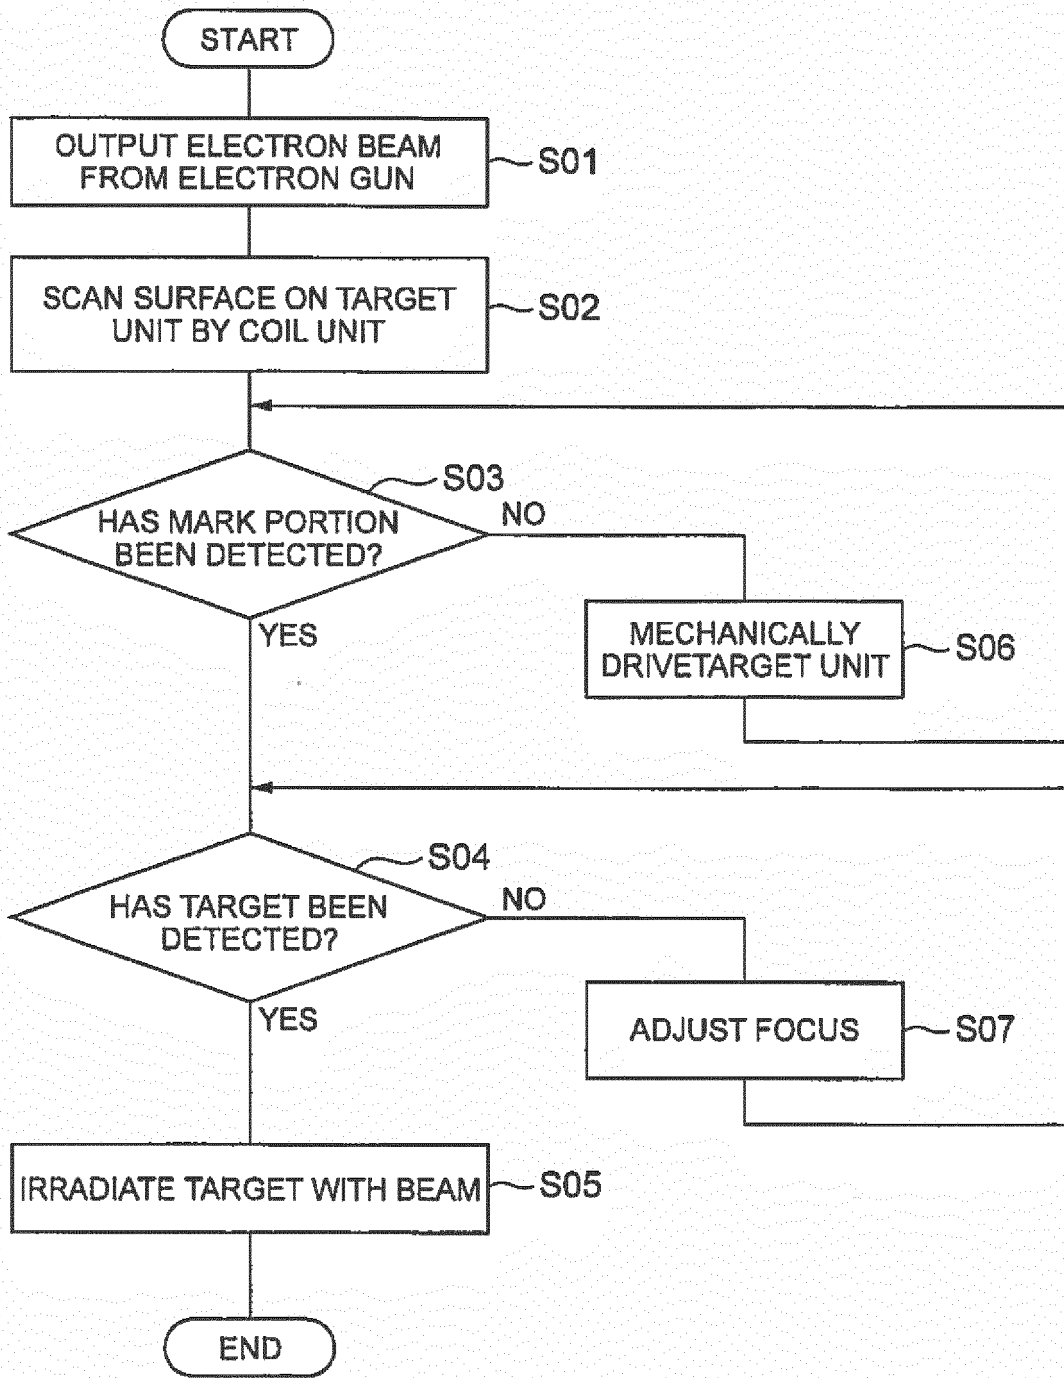 START
OUTPUT ELECTRON BEAM
FROM ELECTRON GUN
S01
SCAN SURFACE ON TARGET
UNIT BY COIL UNIT
S02
S03
HAS MARK PORTION
BEEN DETECTED?
NO
YES
MECHANICALLY
DRIVETARGET UNIT
S06
S04
HAS TARGET BEEN
DETECTED?
NO
YES
ADJUST FOCUS
S07
IRRADIATE TARGET WITH BEAM
S05
END